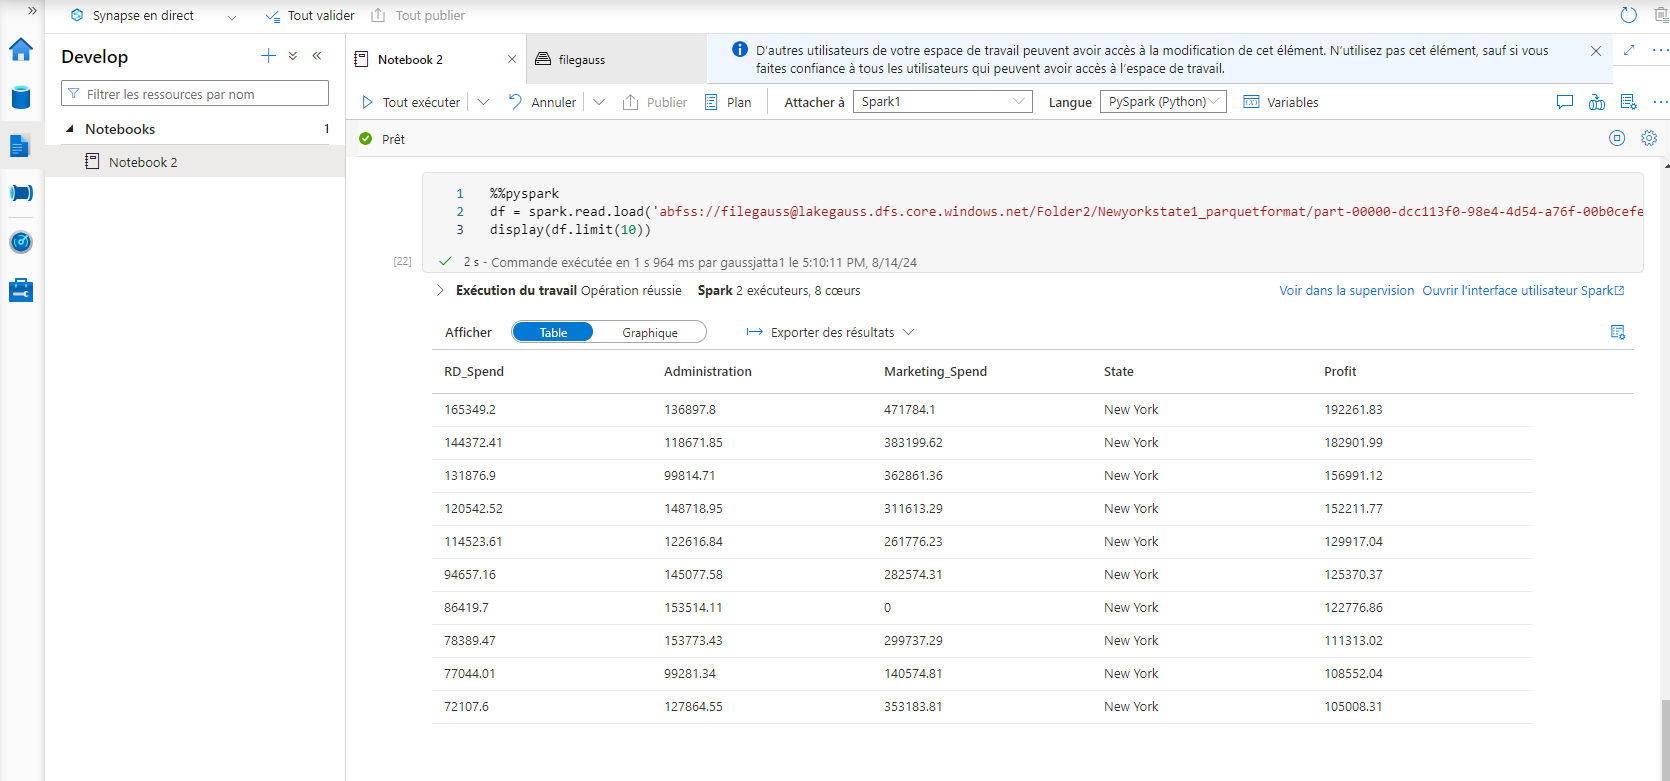 Synapse en direct
Tout valider
Tout publier
Develop
Filtrer les ressources par nom
Notebooks 1
Notebook 2
Notebook 2
filegauss
D'autres utilisateurs de votre espace de travail peuvent avoir accès à la modification de cet élément. N'utilisez pas cet élément, sauf si vous
faites confiance à tous les utilisateurs qui peuvent avoir accès à l'espace de travail.
Tout exécuter
Annuler
Publier
Plan
Attacher à
Spark1
Langue
PySpark (Python)
Variables
Prêt
1 %%pyspark
2 df = spark.read.load('abfss://filegauss@lakegauss.dfs.core.windows.net/Folder2/Newyorkstate1_parquetformat/part-00000-dcc113f0-98e4-4d54-a76f-00b0cefe
3 display(df.limit(10))
[22] 2 s - Commande exécutée en 1 s 964 ms par gaussjatta1 le 5:10:11 PM, 8/14/24
Exécution du travail Opération réussie Spark 2 exécuteurs, 8 cœurs
Voir dans la supervision Ouvrir l'interface utilisateur Spark
Afficher Table Graphique Exporter des résultats
RD_Spend Administration Marketing_Spend State Profit
165349.2 136897.8 471784.1 New York 192261.83
144372.41 118671.85 383199.62 New York 182901.99
131876.9 99814.71 362861.36 New York 156991.12
120542.52 148718.95 311613.29 New York 152211.77
114523.61 122616.84 261776.23 New York 129917.04
94657.16 145077.58 282574.31 New York 125370.37
86419.7 153514.11 0 New York 122776.86
78389.47 153773.43 299737.29 New York 111313.02
77044.01 99281.34 140574.81 New York 108552.04
72107.6 127864.55 353183.81 New York 105008.31